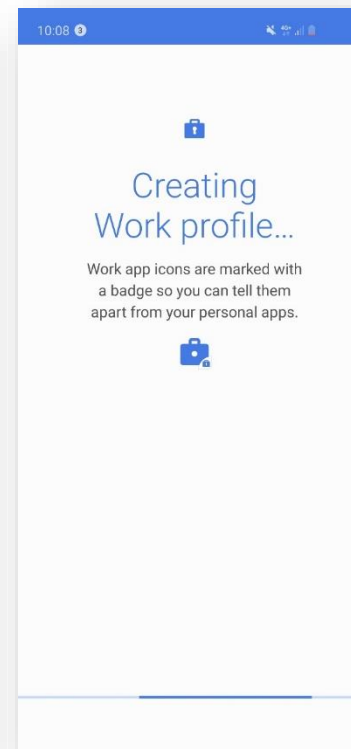 10:08 3
Creating
Work profile...
Work app icons are marked with
a badge so you can tell them
apart from your personal apps.